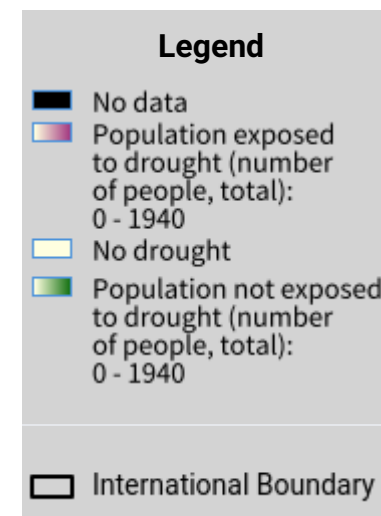 Legend
No data
Population exposed
to drought (number
of people, total):
0 - 1940
No drought
Population not exposed
to drought (number
of people, total):
0 - 1940
International Boundary